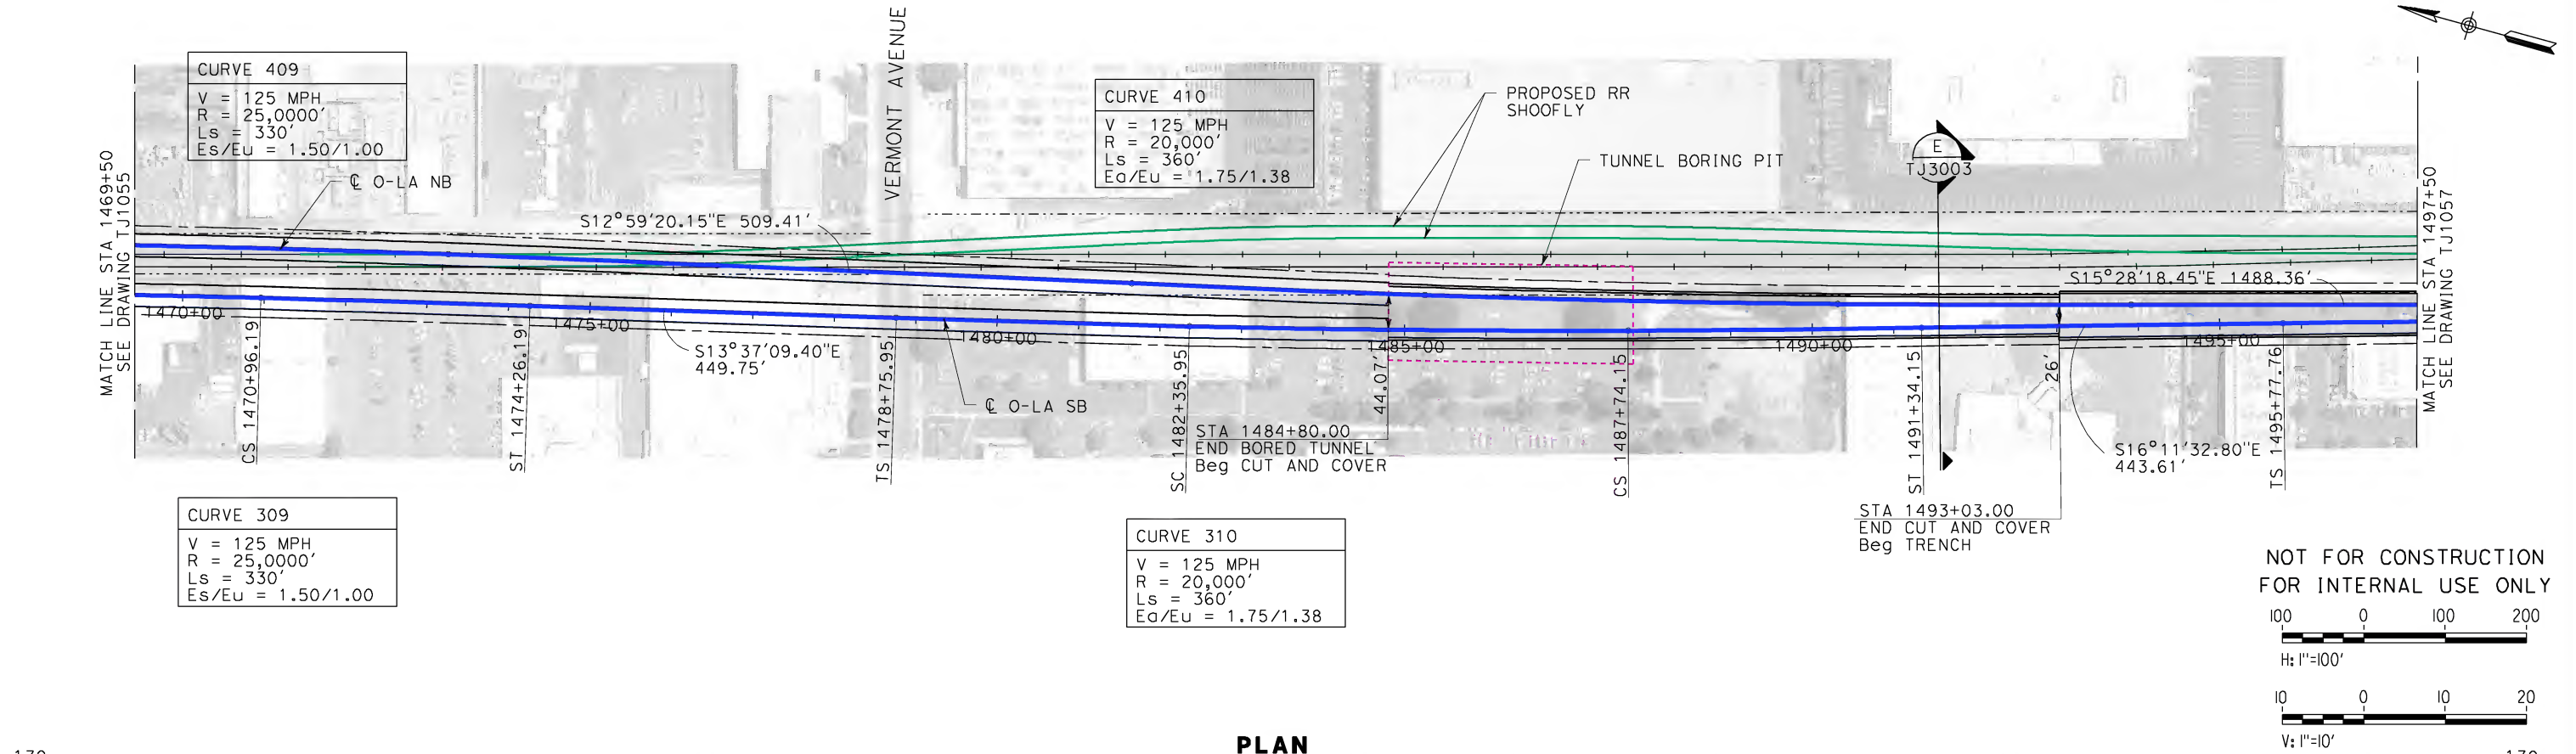 CURVE 409
V = 125 MPH
R = 25,0000'
Ls = 330'
Es/Eu = 1.50/1.00
℄ O-LA NB
VERMONT AVENUE
CURVE 410
V = 125 MPH
R = 20,000'
Ls = 360'
Ea/Eu = 1.75/1.38
PROPOSED RR
SHOOFLY
TUNNEL BORING PIT
E
TJ3003
MATCH LINE STA 1469+50
SEE DRAWING TJ1055
S12°59'20.15"E 509.41'
MATCH LINE STA 1497+50
SEE DRAWING TJ1057
S15°28'18.45"E 1488.36'
1470+00
1475+00
1480+00
1485+00
1490+00
1495+00
S13°37'09.40"E
449.75'
℄ O-LA SB
CS 1470+96.19
ST 1474+26.19
TS 1478+75.95
SC 1482+35.95
44.07'
CS 1487+74.15
ST 1491+34.15
26'
TS 1495+77.76
STA 1484+80.00
END BORED TUNNEL
Beg CUT AND COVER
S16°11'32.80"E
443.61'
STA 1493+03.00
END CUT AND COVER
Beg TRENCH
CURVE 309
V = 125 MPH
R = 25,0000'
Ls = 330'
Es/Eu = 1.50/1.00
CURVE 310
V = 125 MPH
R = 20,000'
Ls = 360'
Ea/Eu = 1.75/1.38
NOT FOR CONSTRUCTION
FOR INTERNAL USE ONLY
100 0 100 200
H: 1"=100'
10 0 10 20
V: 1"=10'
PLAN